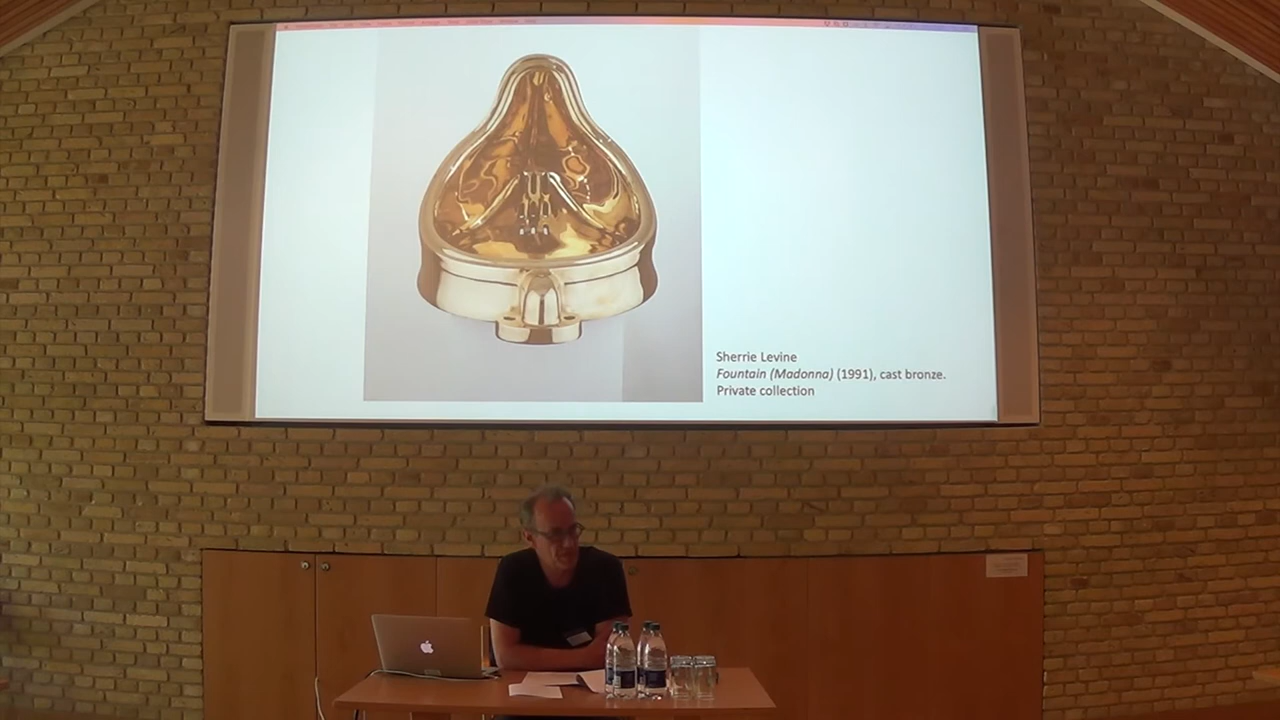 Sherrie Levine
Fountain (Madonna) (1991), cast bronze.
Private collection